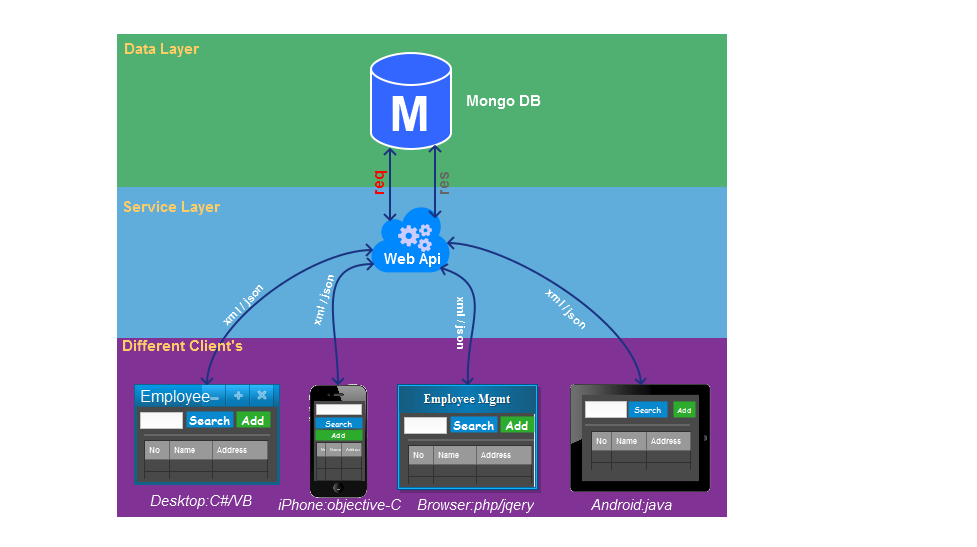 Data Layer
M
Mongo DB
req
res
Service Layer
Web Api
xml / json
xml / json
xml / json
xml / json
Different Client's
Employee
Search
Add
No Name Address
Desktop:C#/VB
Search
Add
No Name Address
iPhone:objective-C
Employee Mgmt
Search
Add
No Name Address
Browser:php/jqery
Search
Add
No Name Address
Android:java